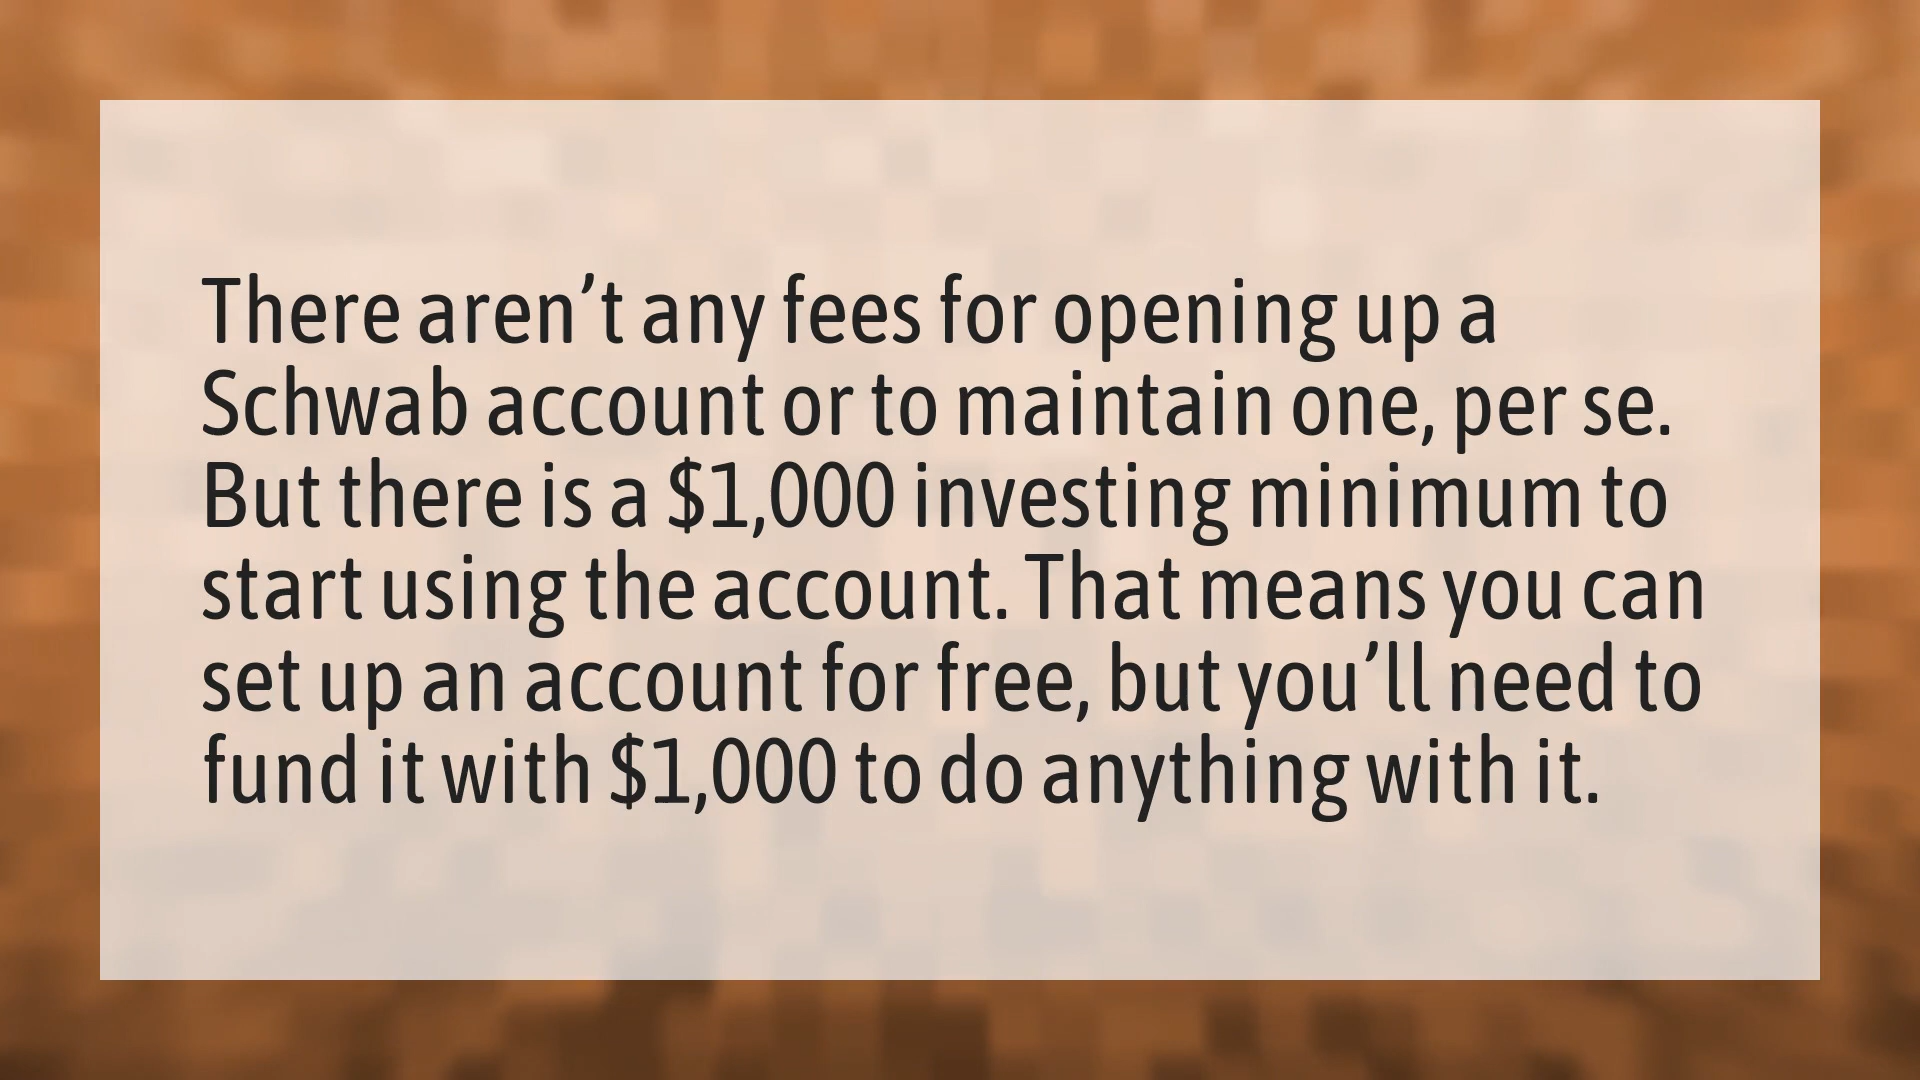 There aren’t any fees for opening up a
Schwab account or to maintain one, per se.
But there is a $1,000 investing minimum to
start using the account. That means you can
set up an account for free, but you’ll need to
fund it with $1,000 to do anything with it.